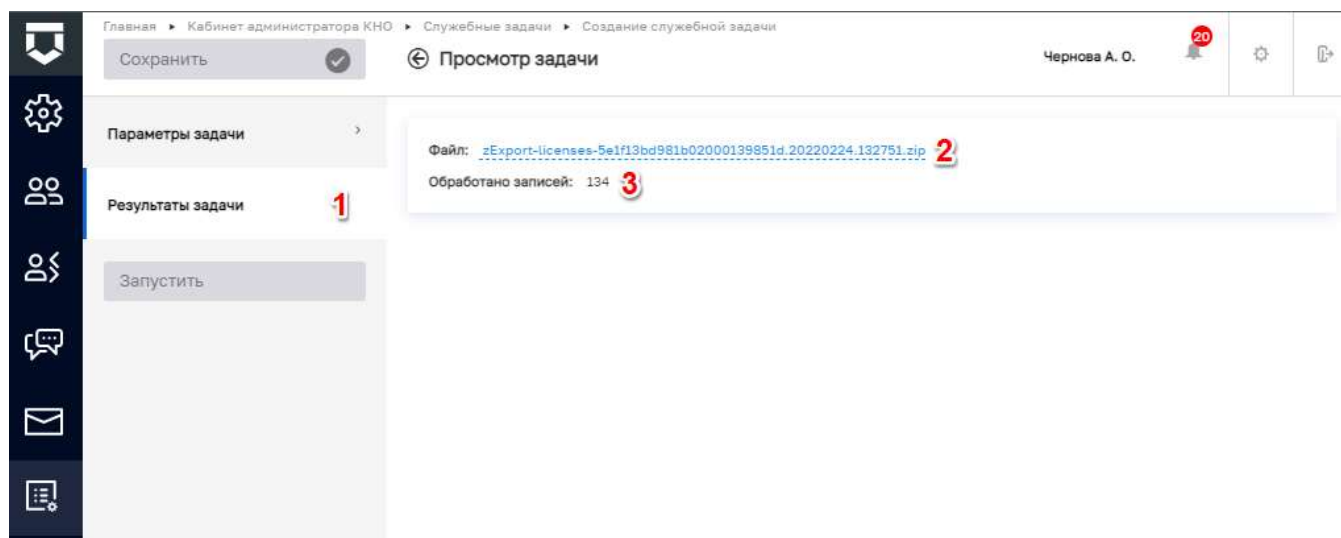 Главная ▸ Кабинет администратора КНО ▸ Служебные задачи ▸ Создание служебной задачи
Сохранить
Просмотр задачи
Чернова А. О.
20
Параметры задачи
Файл: zExport-licenses-5e1f13bd981b02000139851d.20220224.132751.zip 2
Обработано записей: 134 3
Результаты задачи 1
Запустить